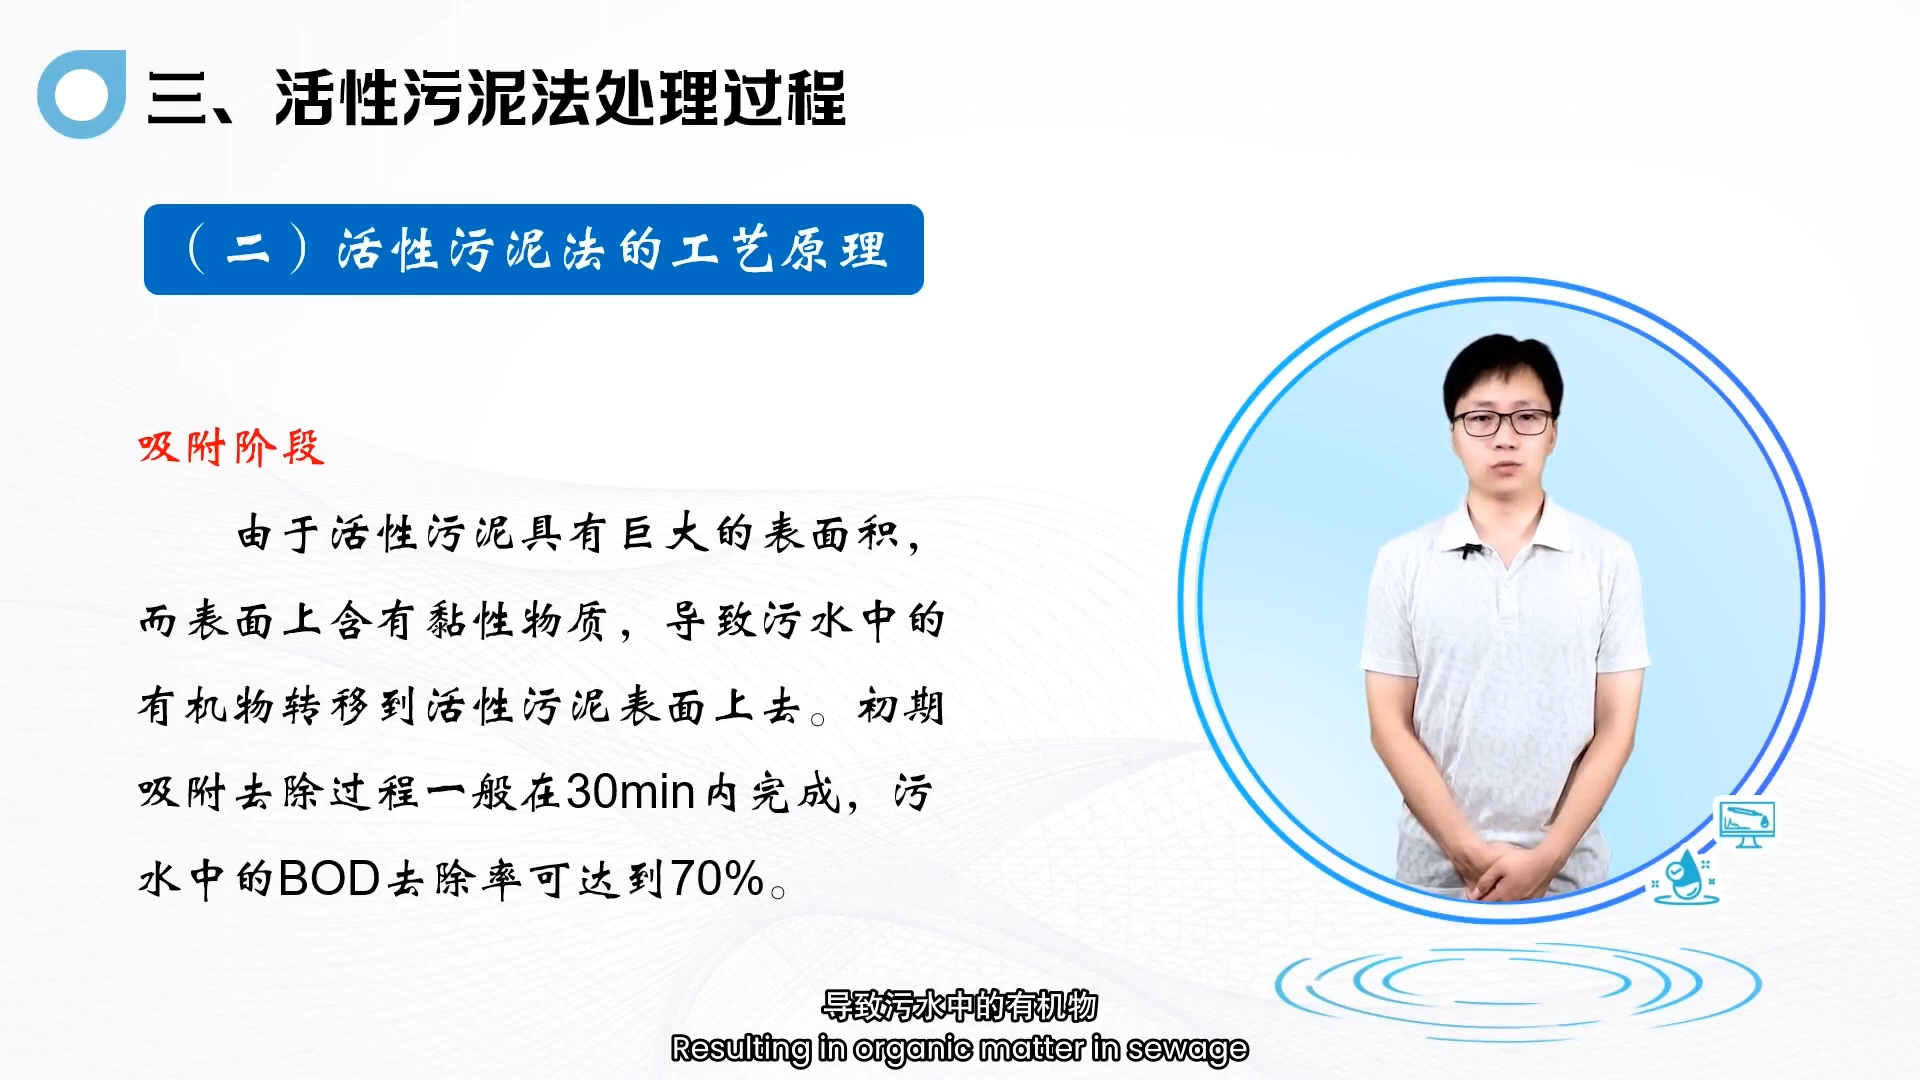 三、活性污泥法处理过程
（二）活性污泥法的工艺原理
吸附阶段
由于活性污泥具有巨大的表面积，
而表面上含有黏性物质，导致污水中的
有机物转移到活性污泥表面上去。初期
吸附去除过程一般在30min内完成，污
水中的BOD去除率可达到70%。
导致污水中的有机物
Resulting in organic matter in sewage